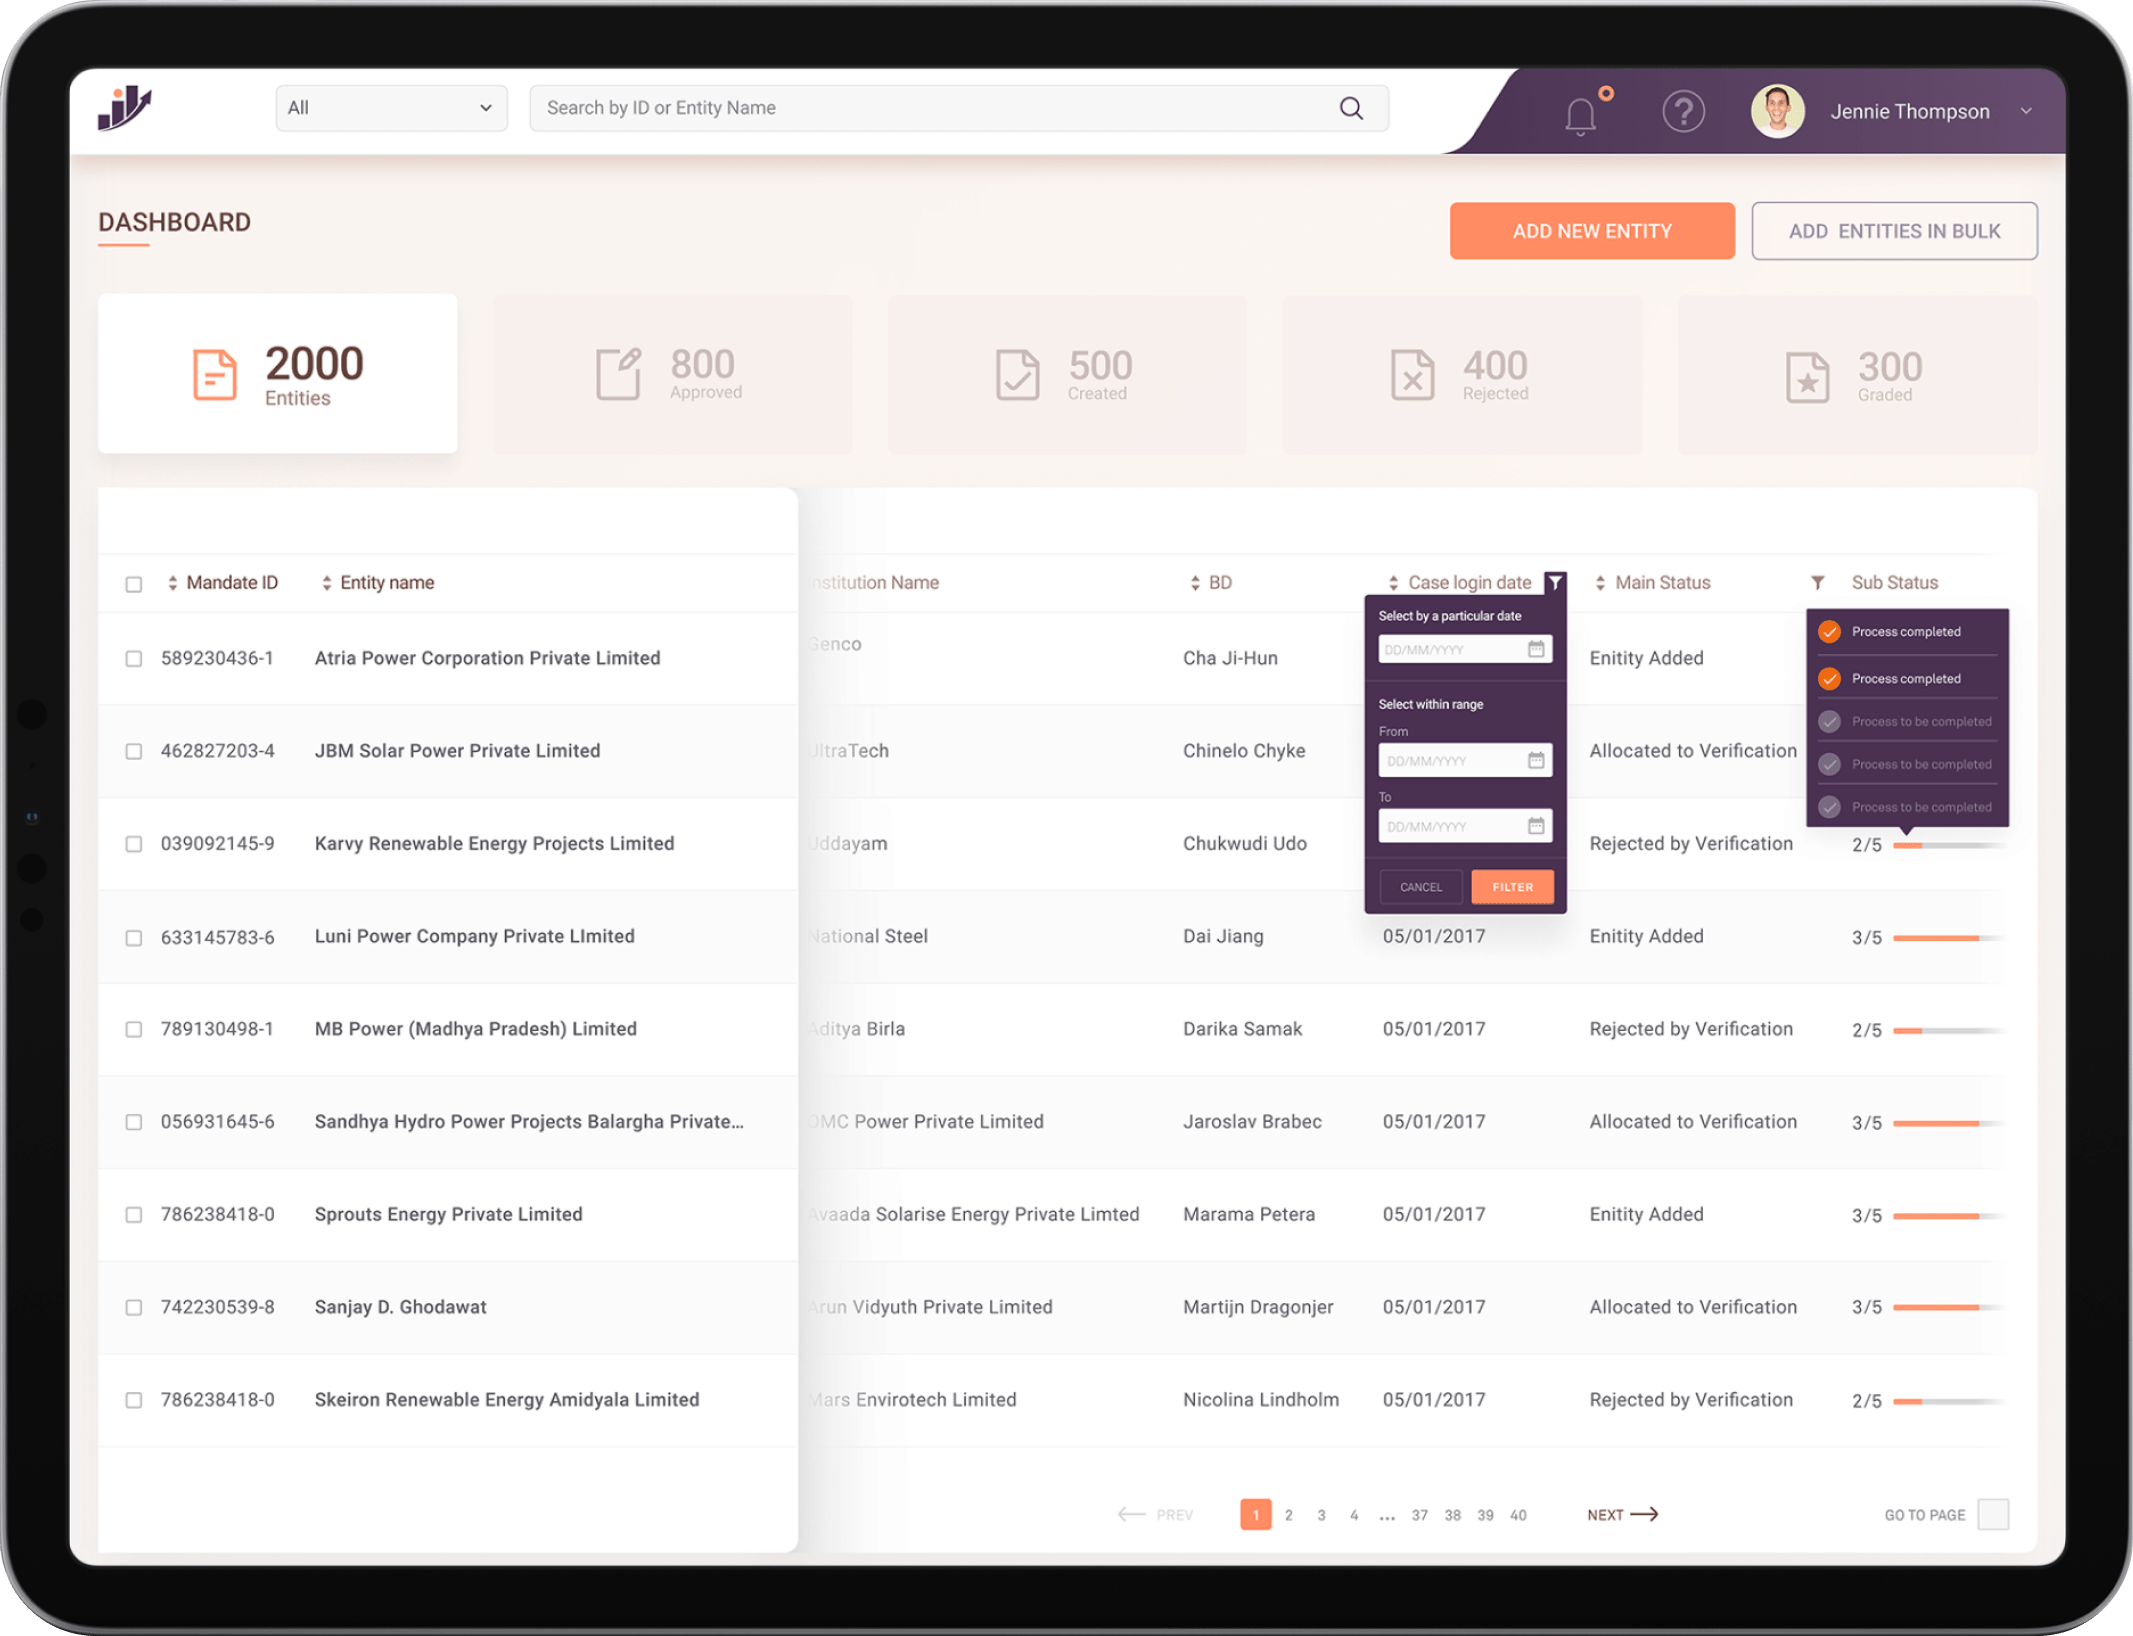 All
Search by ID or Entity Name
?
Jennie Thompson
DASHBOARD
ADD NEW ENTITY
ADD ENTITIES IN BULK
2000
Entities
800
Approved
500
Created
400
Rejected
300
Graded
Mandate ID Entity name Institution Name BD Case login date Main Status Sub Status
589230436-1 Atria Power Corporation Private Limited Genco Cha Ji-Hun Enitity Added
462827203-4 JBM Solar Power Private Limited UltraTech Chinelo Chyke Allocated to Verification
039092145-9 Karvy Renewable Energy Projects Limited Uddayam Chukwudi Udo Rejected by Verification 2/5
633145783-6 Luni Power Company Private LImited National Steel Dai Jiang 05/01/2017 Enitity Added 3/5
789130498-1 MB Power (Madhya Pradesh) Limited Aditya Birla Darika Samak 05/01/2017 Rejected by Verification 2/5
056931645-6 Sandhya Hydro Power Projects Balargha Private... OMC Power Private Limited Jaroslav Brabec 05/01/2017 Allocated to Verification 3/5
786238418-0 Sprouts Energy Private Limited Avaada Solarise Energy Private Limted Marama Petera 05/01/2017 Enitity Added 3/5
742230539-8 Sanjay D. Ghodawat Arun Vidyuth Private Limited Martijn Dragonjer 05/01/2017 Allocated to Verification 3/5
786238418-0 Skeiron Renewable Energy Amidyala Limited Mars Envirotech Limited Nicolina Lindholm 05/01/2017 Rejected by Verification 2/5
Select by a particular date
DD/MM/YYYY
Select within range
From
DD/MM/YYYY
To
DD/MM/YYYY
CANCEL FILTER
Process completed
Process completed
Process to be completed
Process to be completed
Process to be completed
PREV 1 2 3 4 ... 37 38 39 40 NEXT GO TO PAGE